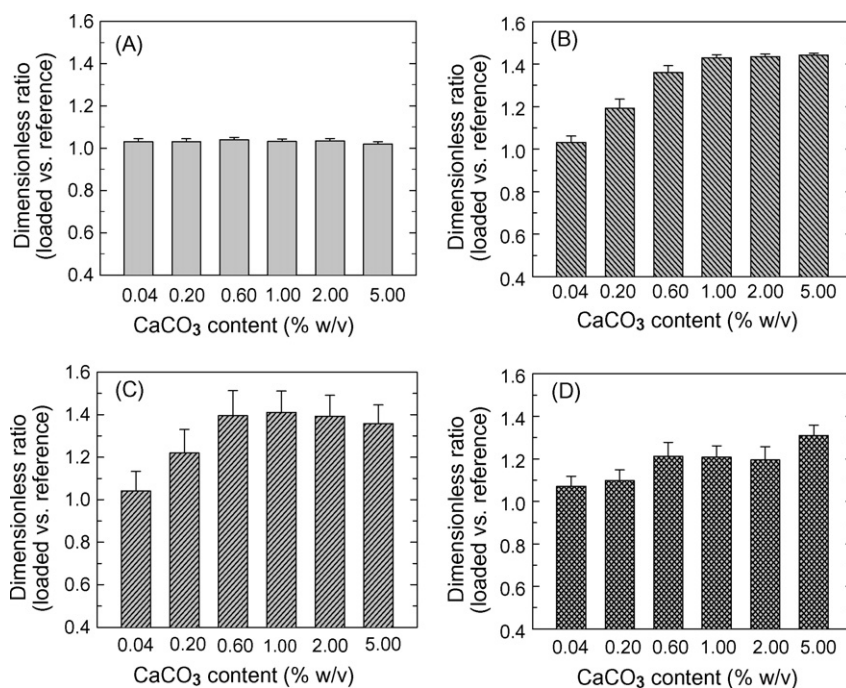 (A)
Dimensionless ratio
(loaded vs. reference)
1.6
1.4
1.2
1.0
0.8
0.6
0.4
0.04 0.20 0.60 1.00 2.00 5.00
CaCO3 content (% w/v)
(B)
Dimensionless ratio
(loaded vs. reference)
1.6
1.4
1.2
1.0
0.8
0.6
0.4
0.04 0.20 0.60 1.00 2.00 5.00
CaCO3 content (% w/v)
(C)
Dimensionless ratio
(loaded vs. reference)
1.6
1.4
1.2
1.0
0.8
0.6
0.4
0.04 0.20 0.60 1.00 2.00 5.00
CaCO3 content (% w/v)
(D)
Dimensionless ratio
(loaded vs. reference)
1.6
1.4
1.2
1.0
0.8
0.6
0.4
0.04 0.20 0.60 1.00 2.00 5.00
CaCO3 content (% w/v)